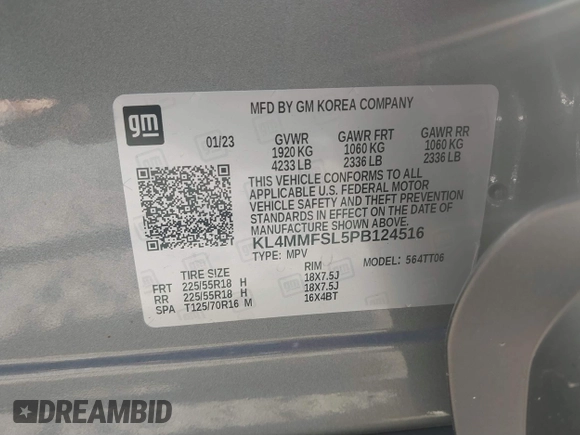 gm
MFD BY GM KOREA COMPANY
01/23 GVWR GAWR FRT GAWR RR
1920 KG 1060 KG 1060 KG
4233 LB 2336 LB 2336 LB
THIS VEHICLE CONFORMS TO ALL
APPLICABLE U.S. FEDERAL MOTOR
VEHICLE SAFETY AND THEFT PREVENTION
STANDARDS IN EFFECT ON THE DATE OF
MANUFACTURE SHOWN ABOVE.
KL4MMFSL5PB124516
TYPE: MPV MODEL: 564TT06
TIRE SIZE RIM
FRT 225/55R18 H 18X7.5J
RR 225/55R18 H 18X7.5J
SPA T125/70R16 M 16X4BT
DREAMBID